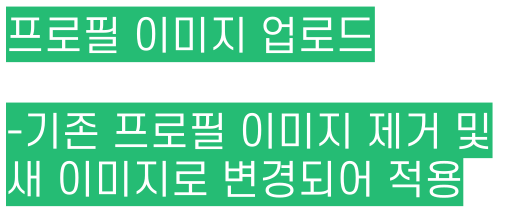 프로필 이미지 업로드
-기존 프로필 이미지 제거 및
새 이미지로 변경되어 적용